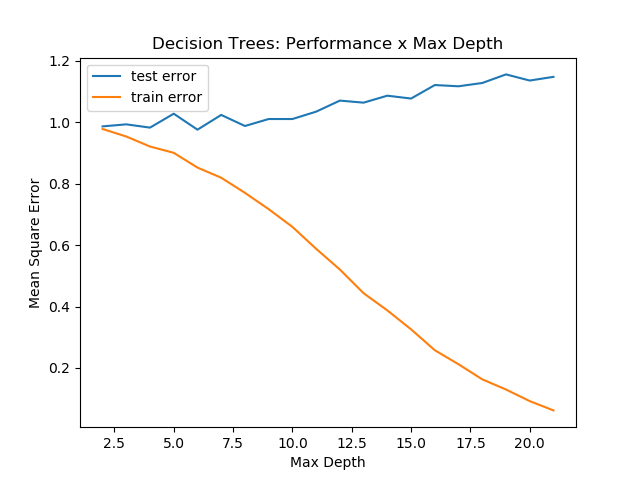 Decision Trees: Performance x Max Depth
test error
train error
Mean Square Error
1.2
1.0
0.8
0.6
0.4
0.2
2.5 5.0 7.5 10.0 12.5 15.0 17.5 20.0
Max Depth